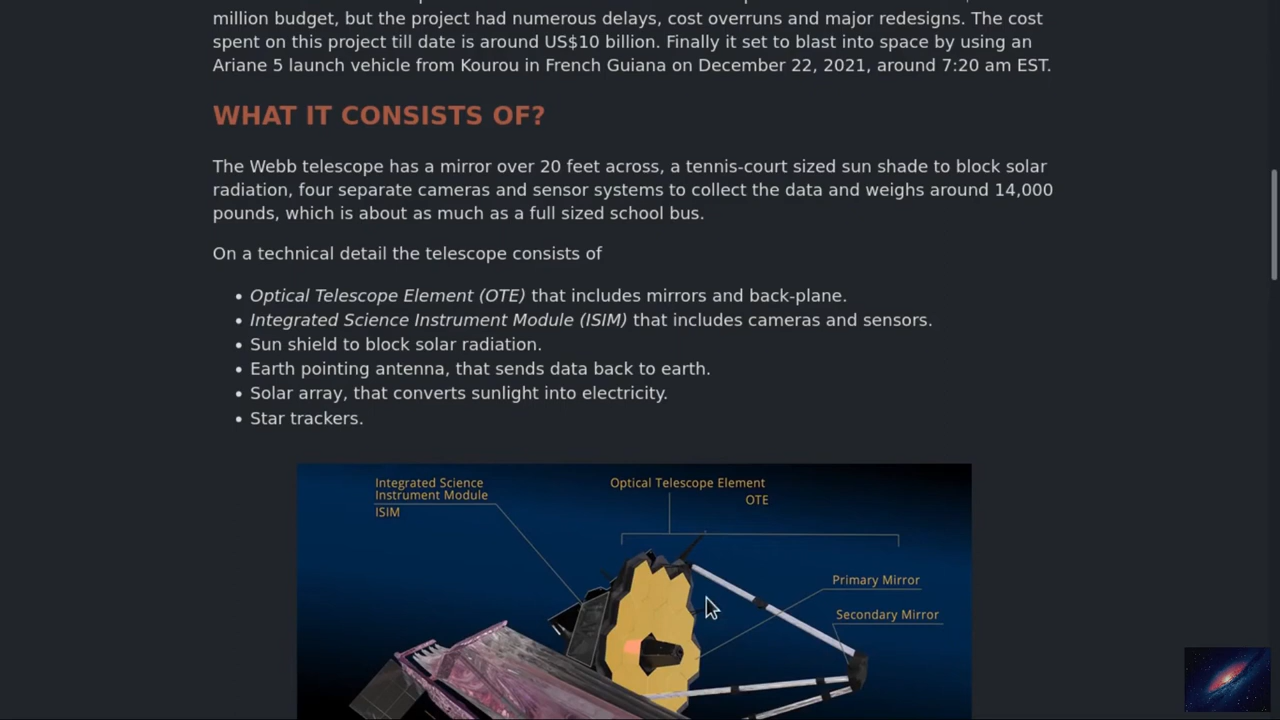 million budget, but the project had numerous delays, cost overruns and major redesigns. The cost
spent on this project till date is around US$10 billion. Finally it set to blast into space by using an
Ariane 5 launch vehicle from Kourou in French Guiana on December 22, 2021, around 7:20 am EST.
WHAT IT CONSISTS OF?
The Webb telescope has a mirror over 20 feet across, a tennis-court sized sun shade to block solar
radiation, four separate cameras and sensor systems to collect the data and weighs around 14,000
pounds, which is about as much as a full sized school bus.
On a technical detail the telescope consists of
• Optical Telescope Element (OTE) that includes mirrors and back-plane.
• Integrated Science Instrument Module (ISIM) that includes cameras and sensors.
• Sun shield to block solar radiation.
• Earth pointing antenna, that sends data back to earth.
• Solar array, that converts sunlight into electricity.
• Star trackers.
Integrated Science
Instrument Module
ISIM
Optical Telescope Element
OTE
Primary Mirror
Secondary Mirror